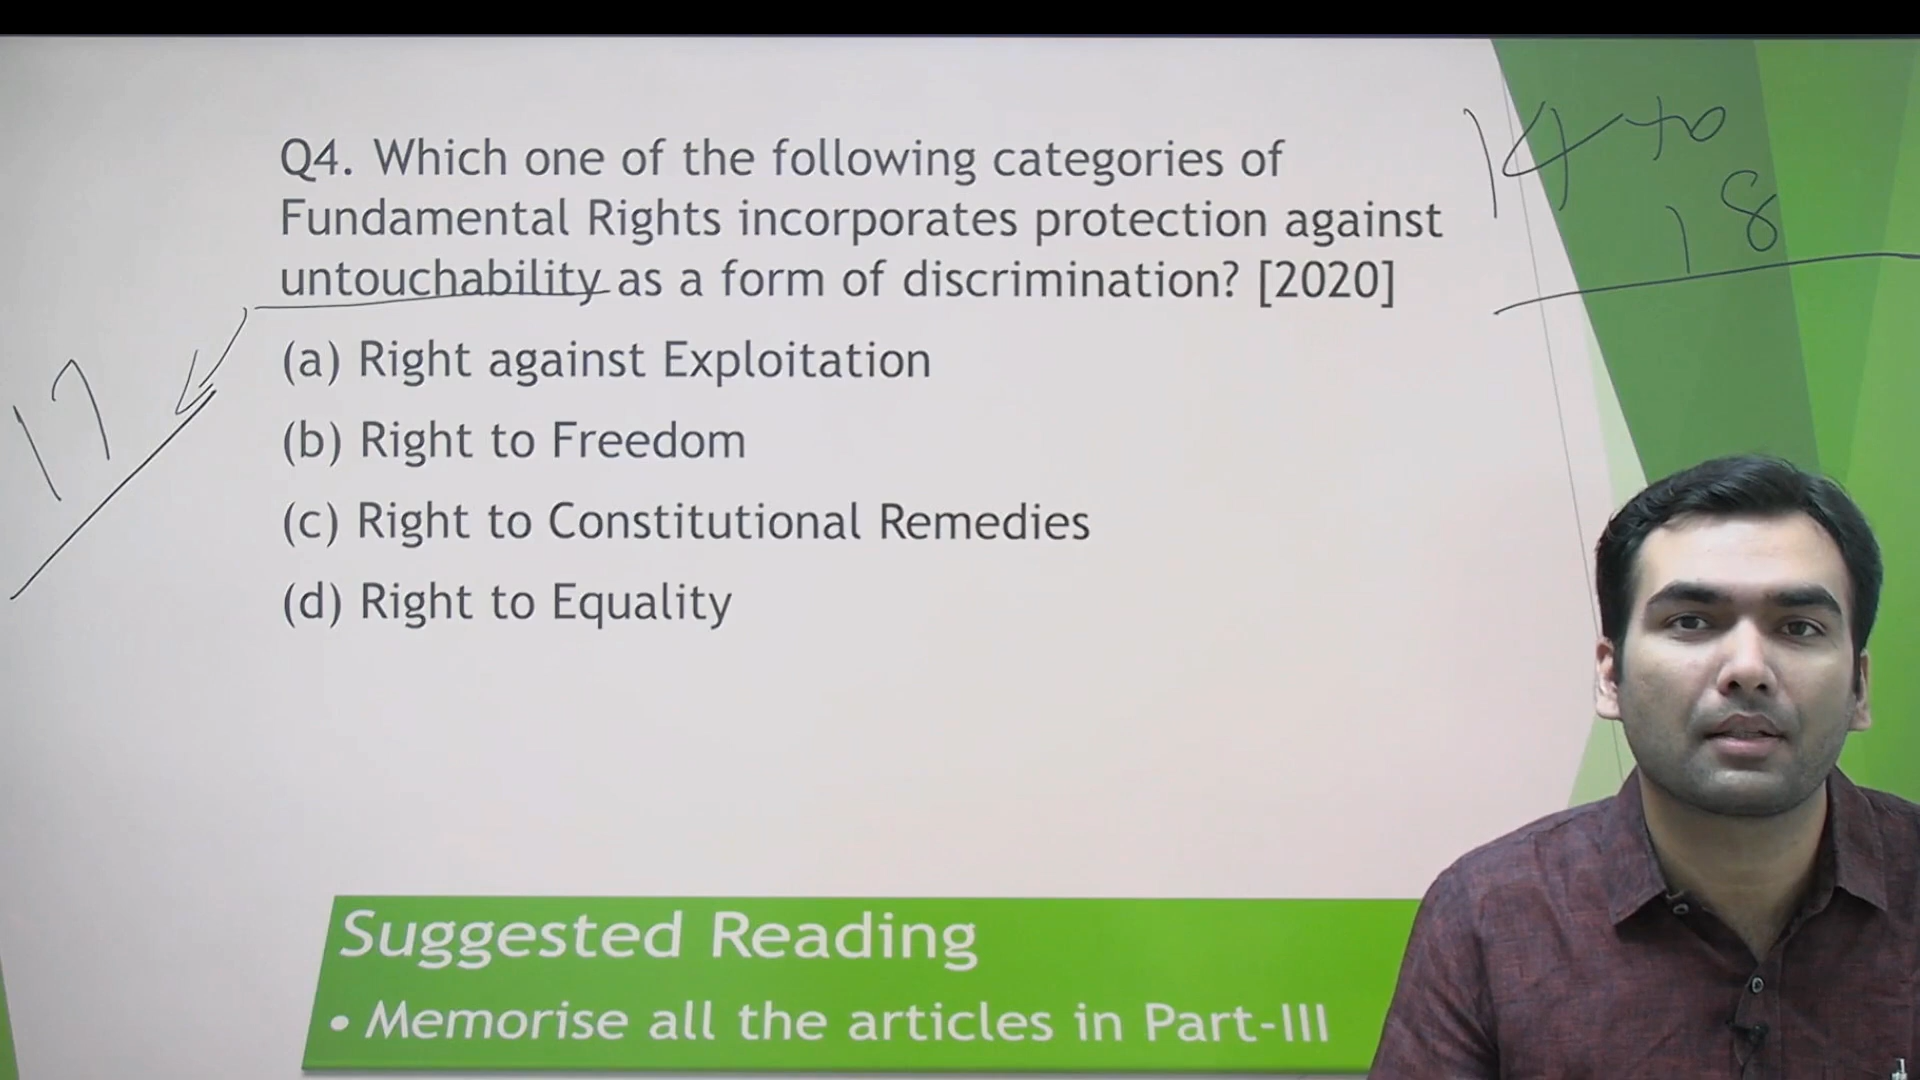 14 to
18
Q4. Which one of the following categories of
Fundamental Rights incorporates protection against
untouchability as a form of discrimination? [2020]
17
(a) Right against Exploitation
(b) Right to Freedom
(c) Right to Constitutional Remedies
(d) Right to Equality
Suggested Reading
• Memorise all the articles in Part-III